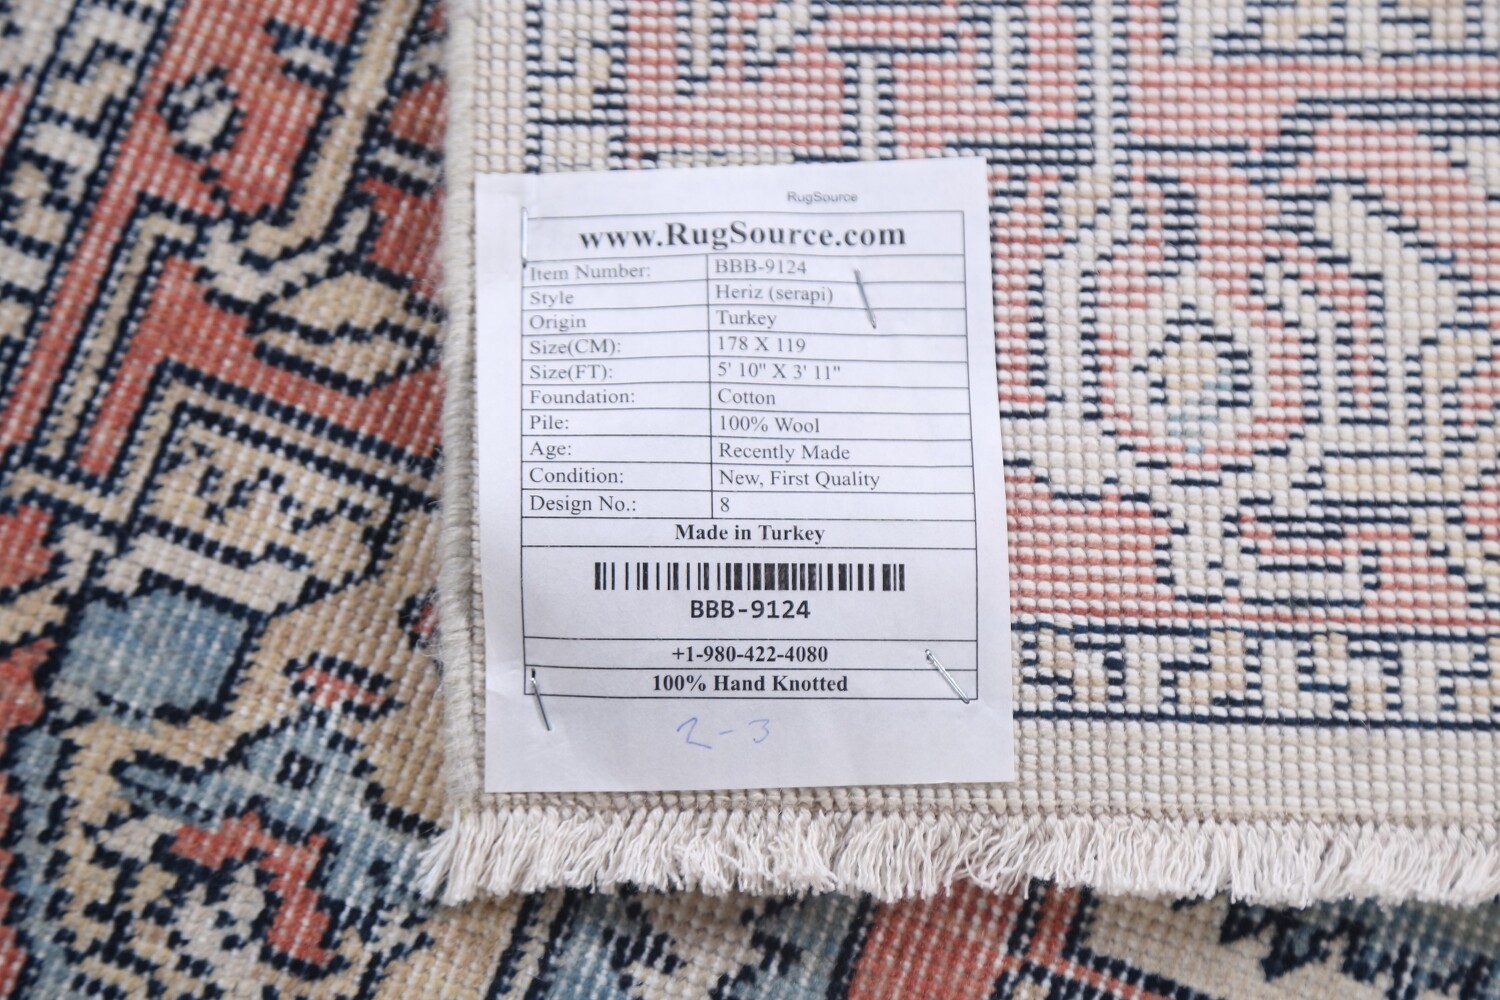 RugSource
www.RugSource.com
Item Number: BBB-9124
Style Heriz (serapi)
Origin Turkey
Size(CM): 178 X 119
Size(FT): 5' 10" X 3' 11"
Foundation: Cotton
Pile: 100% Wool
Age: Recently Made
Condition: New, First Quality
Design No.: 8
Made in Turkey
BBB-9124
+1-980-422-4080
100% Hand Knotted
2-3